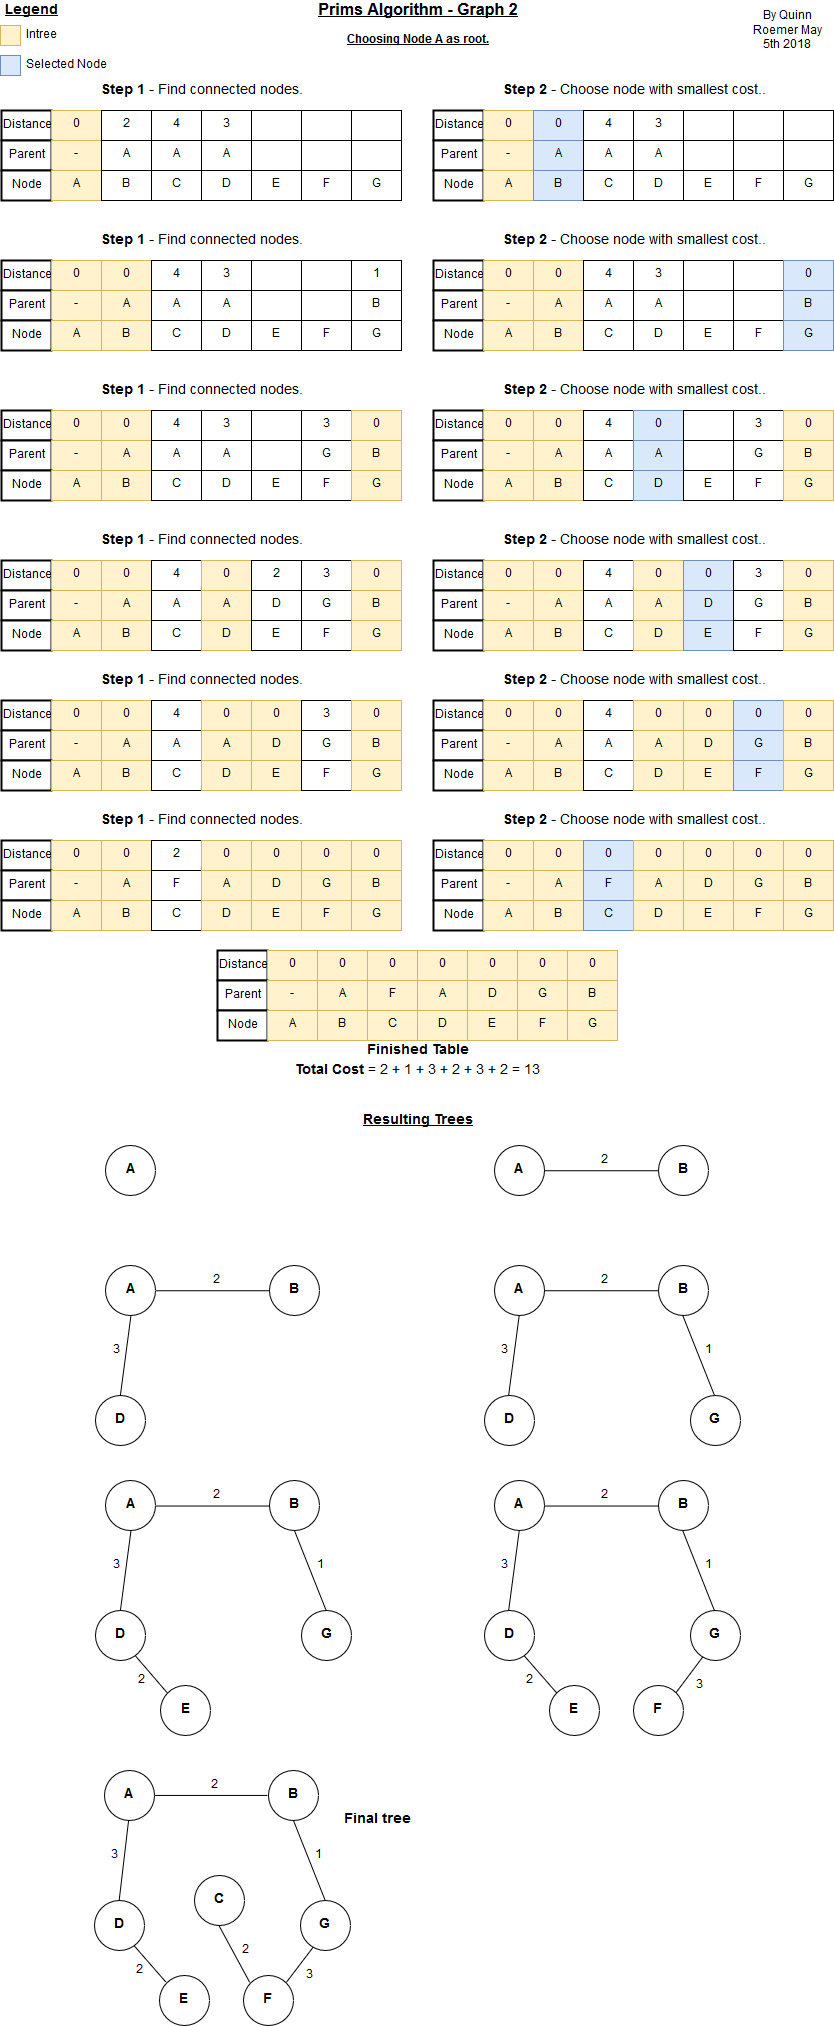 Legend
Prims Algorithm - Graph 2
By Quinn
Roemer May
5th 2018
Intree
Choosing Node A as root.
Selected Node
Step 1 - Find connected nodes.
Distance 0 2 4 3
Parent - A A A
Node A B C D E F G
Step 2 - Choose node with smallest cost..
Distance 0 0 4 3
Parent - A A A
Node A B C D E F G
Step 1 - Find connected nodes.
Distance 0 0 4 3 1
Parent - A A A B
Node A B C D E F G
Step 2 - Choose node with smallest cost..
Distance 0 0 4 3 0
Parent - A A A B
Node A B C D E F G
Step 1 - Find connected nodes.
Distance 0 0 4 3 3 0
Parent - A A A G B
Node A B C D E F G
Step 2 - Choose node with smallest cost..
Distance 0 0 4 0 3 0
Parent - A A A G B
Node A B C D E F G
Step 1 - Find connected nodes.
Distance 0 0 4 0 2 3 0
Parent - A A A D G B
Node A B C D E F G
Step 2 - Choose node with smallest cost..
Distance 0 0 4 0 0 3 0
Parent - A A A D G B
Node A B C D E F G
Step 1 - Find connected nodes.
Distance 0 0 4 0 0 3 0
Parent - A A A D G B
Node A B C D E F G
Step 2 - Choose node with smallest cost..
Distance 0 0 4 0 0 0 0
Parent - A A A D G B
Node A B C D E F G
Step 1 - Find connected nodes.
Distance 0 0 2 0 0 0 0
Parent - A F A D G B
Node A B C D E F G
Step 2 - Choose node with smallest cost..
Distance 0 0 0 0 0 0 0
Parent - A F A D G B
Node A B C D E F G
Distance 0 0 0 0 0 0 0
Parent - A F A D G B
Node A B C D E F G
Finished Table
Total Cost = 2 + 1 + 3 + 2 + 3 + 2 = 13
Resulting Trees
A
A 2 B
A 2 B
3
D
A 2 B
3 1
D G
A 2 B
3 1
D G
2
E
A 2 B
3 1
D G
2 3
E F
A 2 B
Final tree
3 1
C
D G
2 2 3
E F